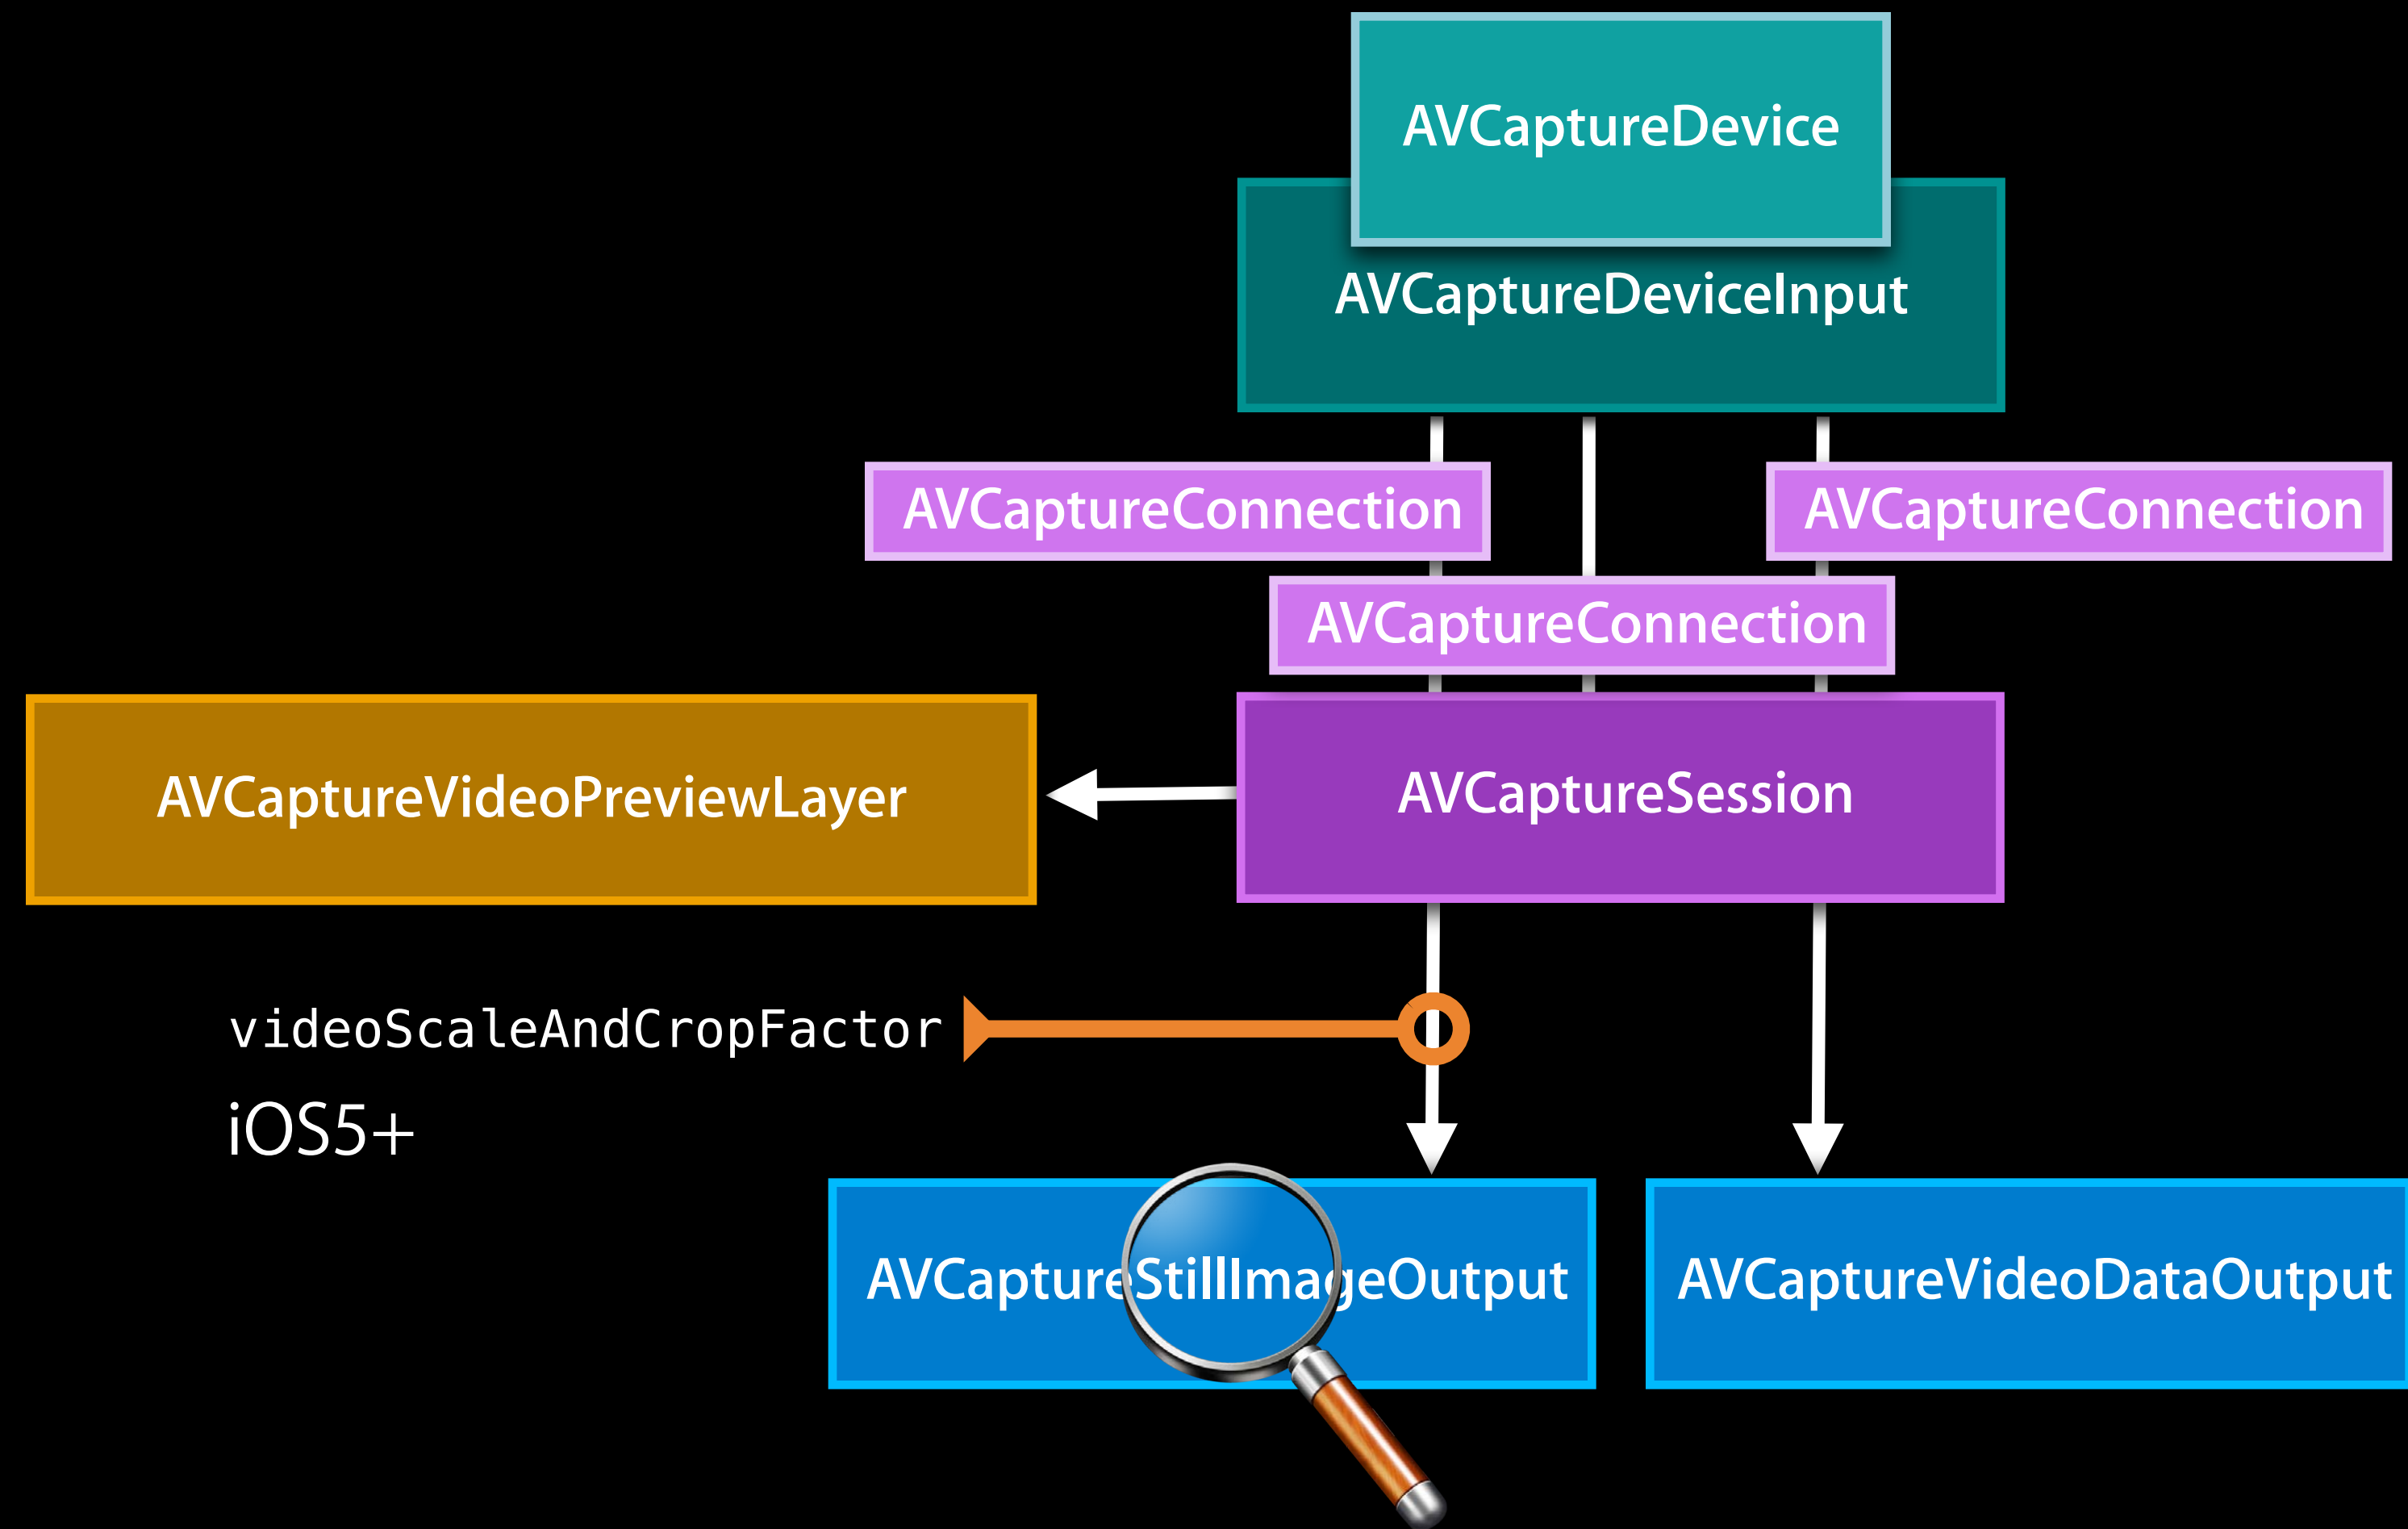 AVCaptureDevice
AVCaptureDeviceInput
AVCaptureConnection
AVCaptureConnection
AVCaptureConnection
AVCaptureVideoPreviewLayer
AVCaptureSession
videoScaleAndCropFactor
iOS5+
AVCaptureStillImageOutput
AVCaptureVideoDataOutput